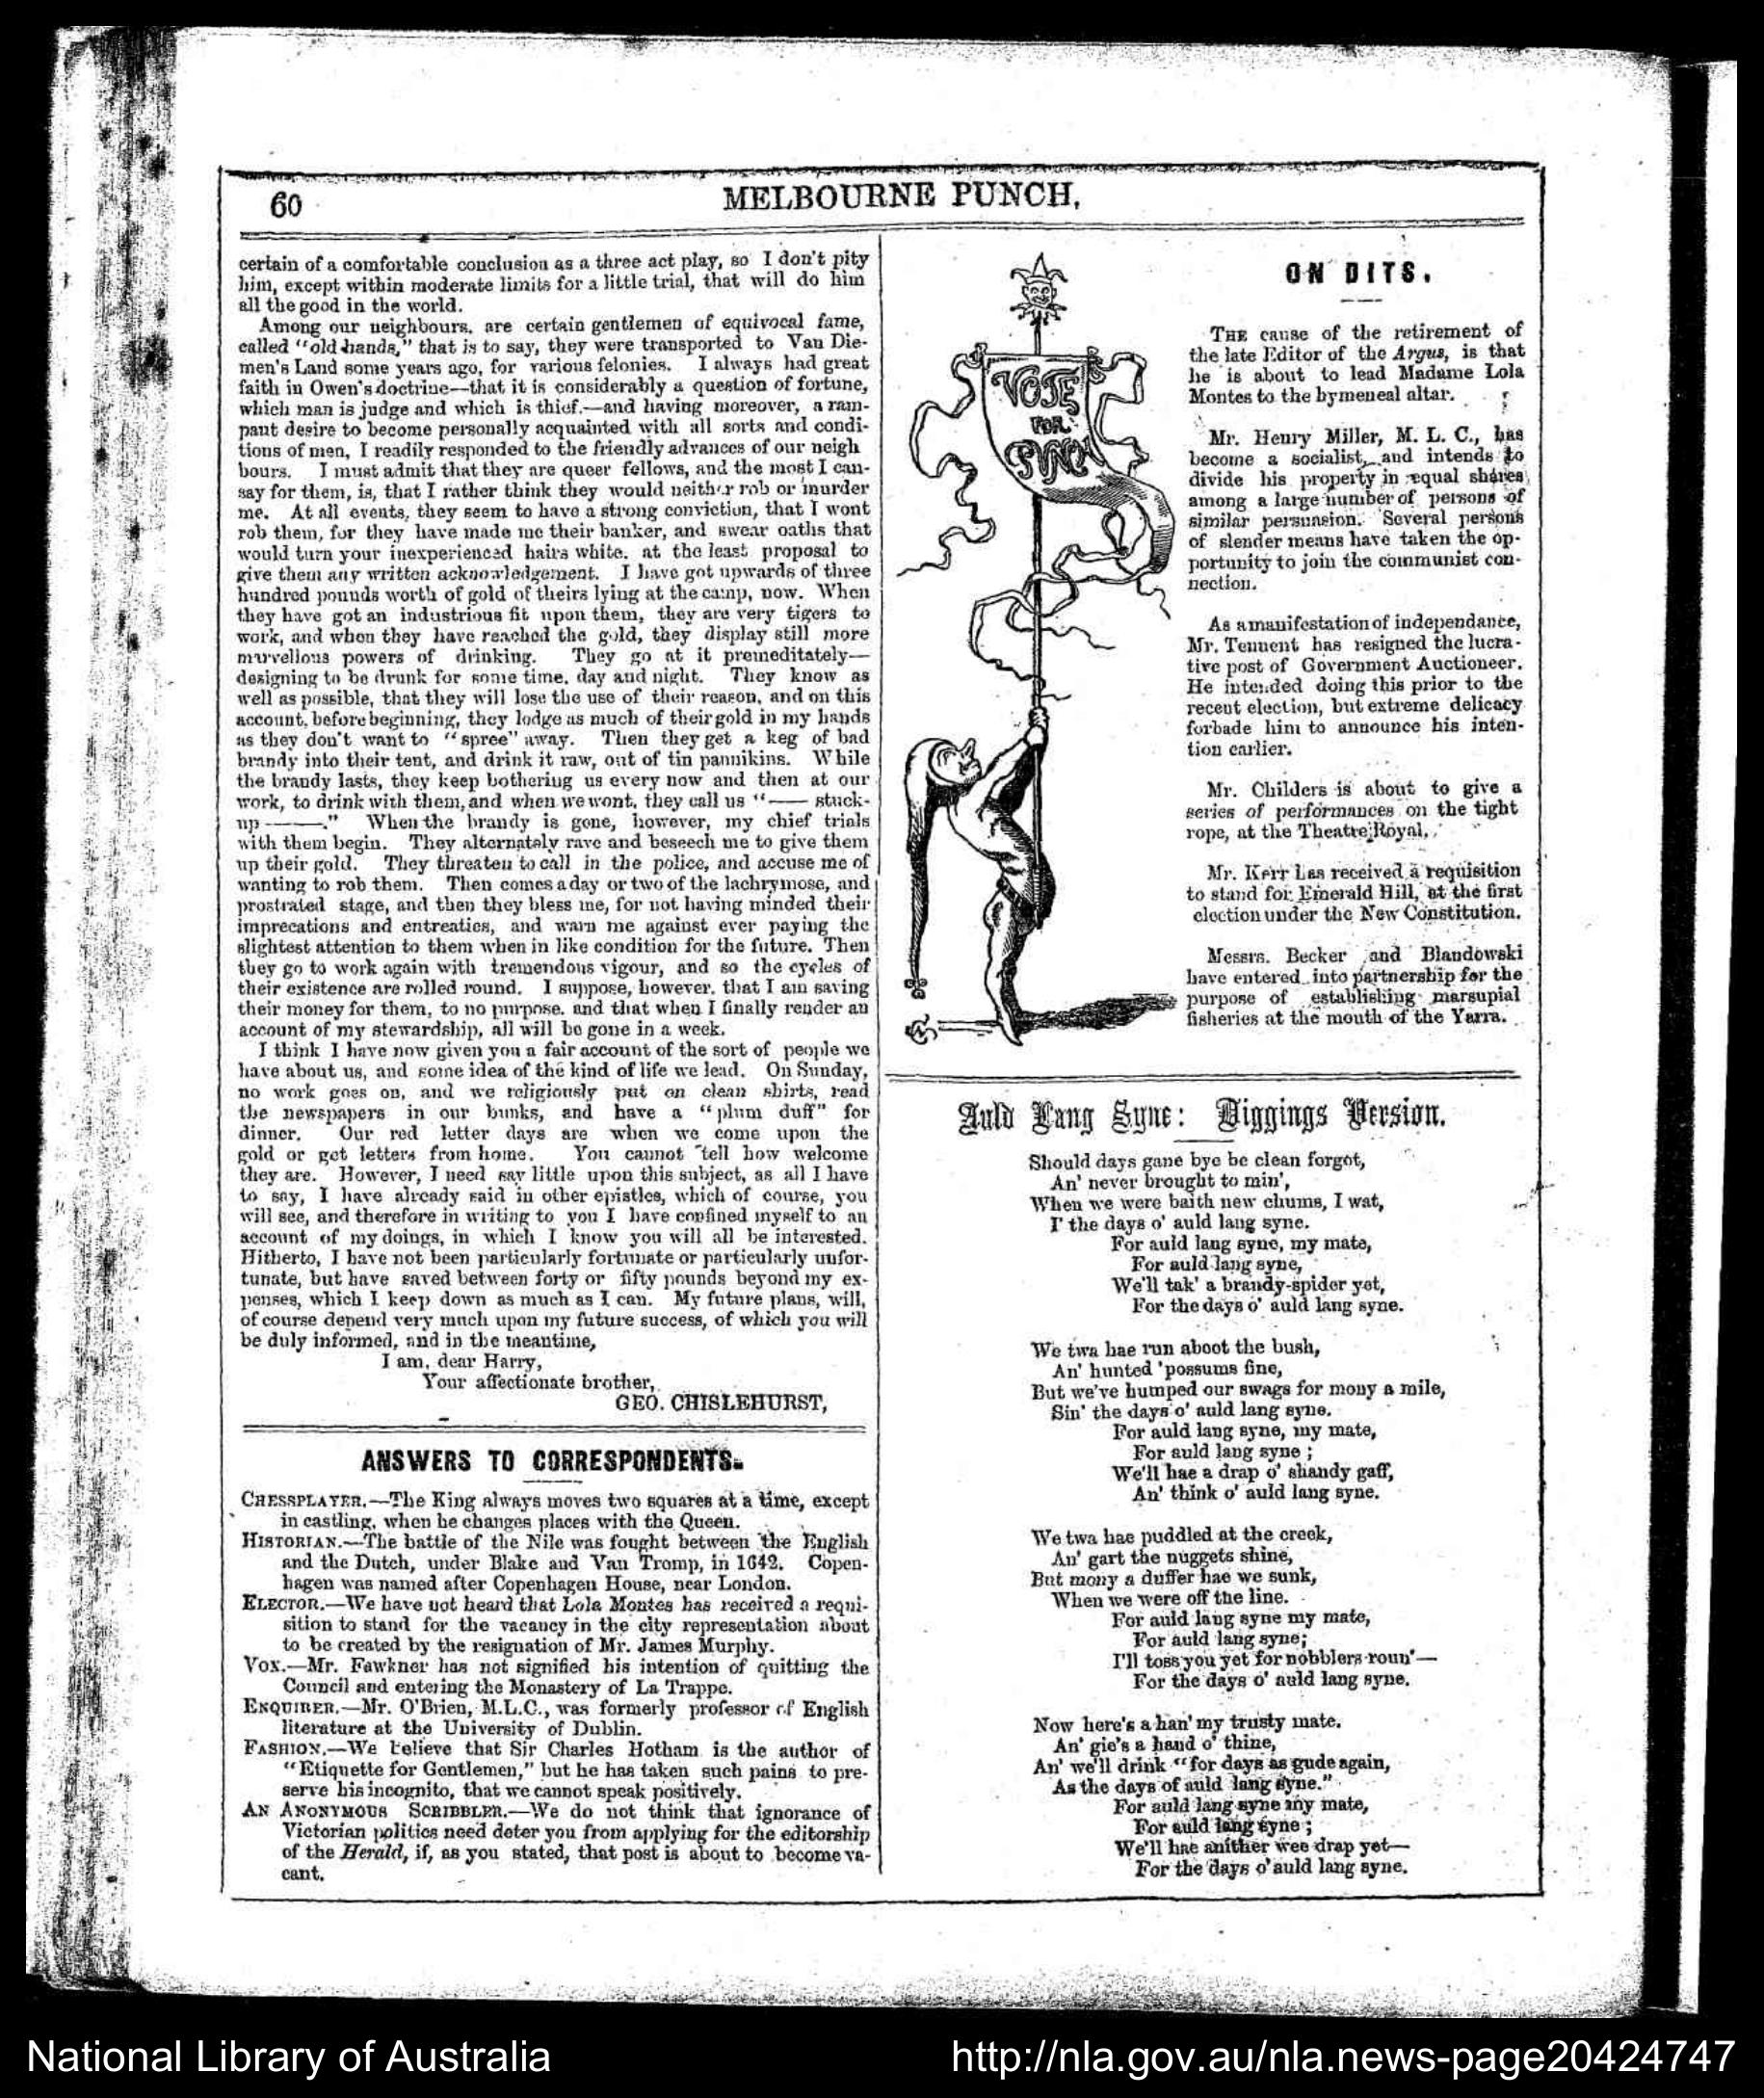 60
MELBOURNE PUNCH,
certain of a comfortable conclusion as a three act play, so I don't pity
him, except within moderate limits for a little trial, that will do him
all the good in the world.
Among our neighbours, are certain gentlemen of equivocal fame,
called "old hands," that is to say, they were transported to Van Die-
men's Land some years ago, for various felonies. I always had great
faith in Owen's doctrine—that it is considerably a question of fortune,
which man is judge and which is thief.—and having moreover, a ram-
pant desire to become personally acquainted with all sorts and condi-
tions of men, I readily responded to the friendly advances of our neigh
bours. I must admit that they are queer fellows, and the most I can-
say for them, is, that I rather think they would neither rob or murder
me. At all events, they seem to have a strong conviction, that I wont
rob them, for they have made me their banker, and swear oaths that
would turn your inexperienced hairs white, at the least proposal to
give them any written acknowledgement. I have got upwards of three
hundred pounds worth of gold of theirs lying at the camp, now. When
they have got an industrious fit upon them, they are very tigers to
work, and when they have reached the gold, they display still more
marvellous powers of drinking. They go at it premeditately—
designing to be drunk for some time, day and night. They know as
well as possible, that they will lose the use of their reason, and on this
account, before beginning, they lodge as much of their gold in my hands
as they don't want to "spree" away. Then they get a keg of bad
brandy into their tent, and drink it raw, out of tin pannikins. While
the brandy lasts, they keep bothering us every now and then at our
work, to drink with them, and when we wont, they call us "—— stuck-
up ———." When the brandy is gone, however, my chief trials
with them begin. They alternately rave and beseech me to give them
up their gold. They threaten to call in the police, and accuse me of
wanting to rob them. Then comes a day or two of the lachrymose, and
prostrated stage, and then they bless me, for not having minded their
imprecations and entreaties, and warn me against ever paying the
slightest attention to them when in like condition for the future. Then
they go to work again with tremendous vigour, and so the cycles of
their existence are rolled round. I suppose, however, that I am saving
their money for them, to no purpose, and that when I finally render an
account of my stewardship, all will be gone in a week.
I think I have now given you a fair account of the sort of people we
have about us, and some idea of the kind of life we lead. On Sunday,
no work goes on, and we religiously put on clean shirts, read
the newspapers in our bunks, and have a "plum duff" for
dinner. Our red letter days are when we come upon the
gold or get letters from home. You cannot tell how welcome
they are. However, I need say little upon this subject, as all I have
to say, I have already said in other epistles, which of course, you
will see, and therefore in writing to you I have confined myself to an
account of my doings, in which I know you will all be interested.
Hitherto, I have not been particularly fortunate or particularly unfor-
tunate, but have saved between forty or fifty pounds beyond my ex-
penses, which I keep down as much as I can. My future plans, will,
of course depend very much upon my future success, of which you will
be duly informed, and in the meantime,
I am, dear Harry,
Your affectionate brother,
GEO. CHISLEHURST,
ANSWERS TO CORRESPONDENTS.
CHESSPLAYER.—The King always moves two squares at a time, except
in castling, when he changes places with the Queen.
HISTORIAN.—The battle of the Nile was fought between the English
and the Dutch, under Blake and Van Tromp, in 1642. Copen-
hagen was named after Copenhagen House, near London.
ELECTOR.—We have not heard that Lola Montes has received a requi-
sition to stand for the vacancy in the city representation about
to be created by the resignation of Mr. James Murphy.
VOX.—Mr. Fawkner has not signified his intention of quitting the
Council and entering the Monastery of La Trappe.
ENQUIRER.—Mr. O'Brien, M.L.C., was formerly professor of English
literature at the University of Dublin.
FASHION.—We believe that Sir Charles Hotham is the author of
"Etiquette for Gentlemen," but he has taken such pains to pre-
serve his incognito, that we cannot speak positively.
AN ANONYMOUS SCRIBBLER.—We do not think that ignorance of
Victorian politics need deter you from applying for the editorship
of the Herald, if, as you stated, that post is about to become va-
cant.
VOTE
FOR
PUNCH
ON DITS.
THE cause of the retirement of
the late Editor of the Argus, is that
he is about to lead Madame Lola
Montes to the hymeneal altar.
Mr. Henry Miller, M. L. C., has
become a socialist, and intends to
divide his property in equal shares
among a large number of persons of
similar persuasion. Several persons
of slender means have taken the op-
portunity to join the communist con-
nection.
As a manifestation of independance,
Mr. Tennent has resigned the lucra-
tive post of Government Auctioneer.
He intended doing this prior to the
recent election, but extreme delicacy
forbade him to announce his inten-
tion earlier.
Mr. Childers is about to give a
series of performances on the tight
rope, at the Theatre Royal.
Mr. Kerr has received a requisition
to stand for Emerald Hill, at the first
election under the New Constitution.
Messrs. Becker and Blandowski
have entered into partnership for the
purpose of establishing marsupial
fisheries at the mouth of the Yarra.
Auld Lang Syne: Diggings Version.
Should days gane bye be clean forgot,
An' never brought to min',
When we were baith new chums, I wat,
I' the days o' auld lang syne.
For auld lang syne, my mate,
For auld lang syne,
We'll tak' a brandy-spider yet,
For the days o' auld lang syne.
We twa hae run aboot the bush,
An' hunted 'possums fine,
But we've humped our swags for mony a mile,
Sin' the days o' auld lang syne.
For auld lang syne, my mate,
For auld lang syne ;
We'll hae a drap o' shandy gaff,
An' think o' auld lang syne.
We twa hae puddled at the creek,
An' gart the nuggets shine,
But mony a duffer hae we sunk,
When we were off the line.
For auld lang syne my mate,
For auld lang syne;
I'll toss you yet for nobblers roun'—
For the days o' auld lang syne.
Now here's a han' my trusty mate.
An' gie's a hand o' thine,
An' we'll drink "for days as gude again,
As the days of auld lang syne."
For auld lang syne my mate,
For auld lang syne ;
We'll hae anither wee drap yet—
For the days o' auld lang syne.
National Library of Australia
http://nla.gov.au/nla.news-page20424747